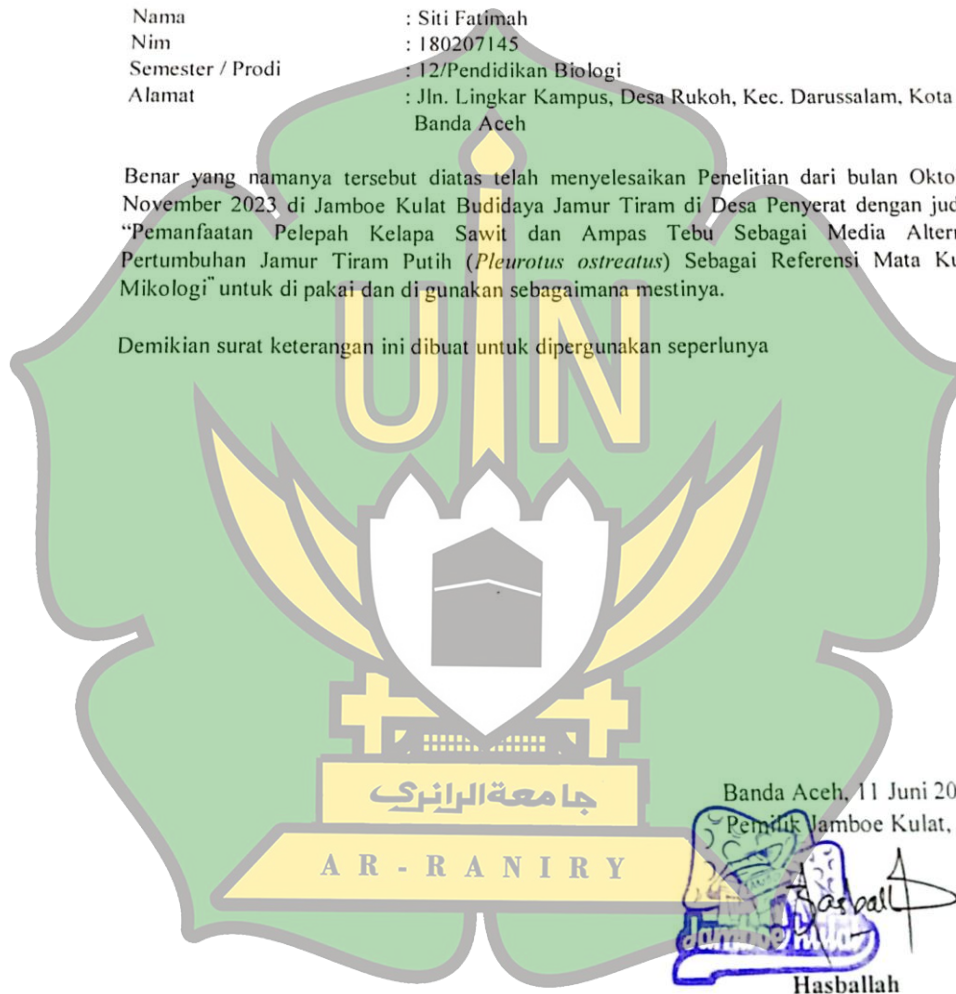 Nama : Siti Fatimah
Nim : 180207145
Semester / Prodi : 12/Pendidikan Biologi
Alamat : Jln. Lingkar Kampus, Desa Rukoh, Kec. Darussalam, Kota
Banda Aceh
Benar yang namanya tersebut diatas telah menyelesaikan Penelitian dari bulan Okto
November 2023 di Jamboe Kulat Budidaya Jamur Tiram di Desa Penyerat dengan jud
“Pemanfaatan Pelepah Kelapa Sawit dan Ampas Tebu Sebagai Media Altern
Pertumbuhan Jamur Tiram Putih (Pleurotus ostreatus) Sebagai Referensi Mata Ku
Mikologi” untuk di pakai dan di gunakan sebagaimana mestinya.
Demikian surat keterangan ini dibuat untuk dipergunakan seperlunya
UIN
جامعة الرانري
AR-RANIRY
Banda Aceh, 11 Juni 20
Pemilik Jamboe Kulat,
Jamboe kulat
Hasballah